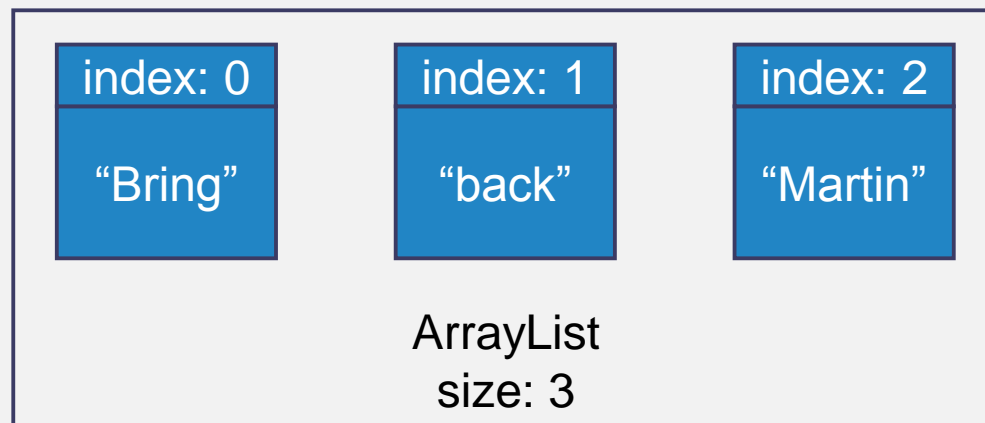 index: 0
index: 1
index: 2
“Bring”
“back”
“Martin”
ArrayList
size: 3